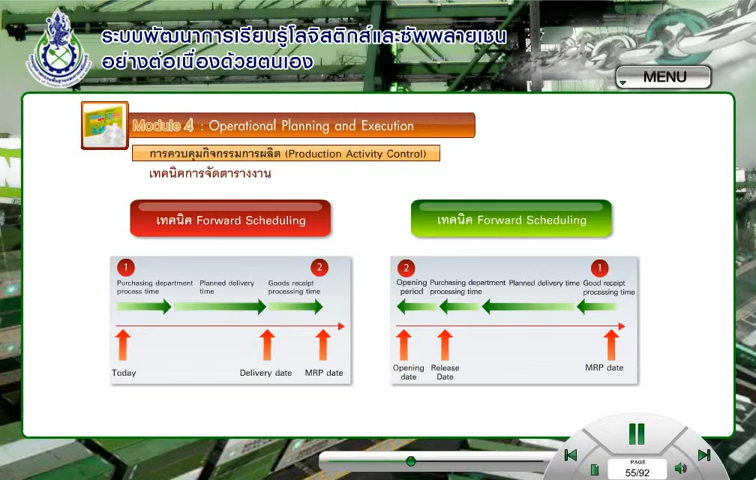 ระบบพัฒนาการเรียนรู้โลจิสติกส์และซัพพลายเชน
อย่างต่อเนื่องด้วยตนเอง
MENU
Module 4 : Operational Planning and Execution
การควบคุมกิจกรรมการผลิต (Production Activity Control)
เทคนิคการจัดตารางงาน
เทคนิค Forward Scheduling
1
2
Purchasing department
process time
Planned delivery
time
Goods receipt
processing time
Today
Delivery date
MRP date
เทคนิค Forward Scheduling
2
1
Opening
period
Purchasing department
processing time
Planned delivery time
Good receipt
processing time
Opening
date
Release
Date
MRP date
PAGE
55/92